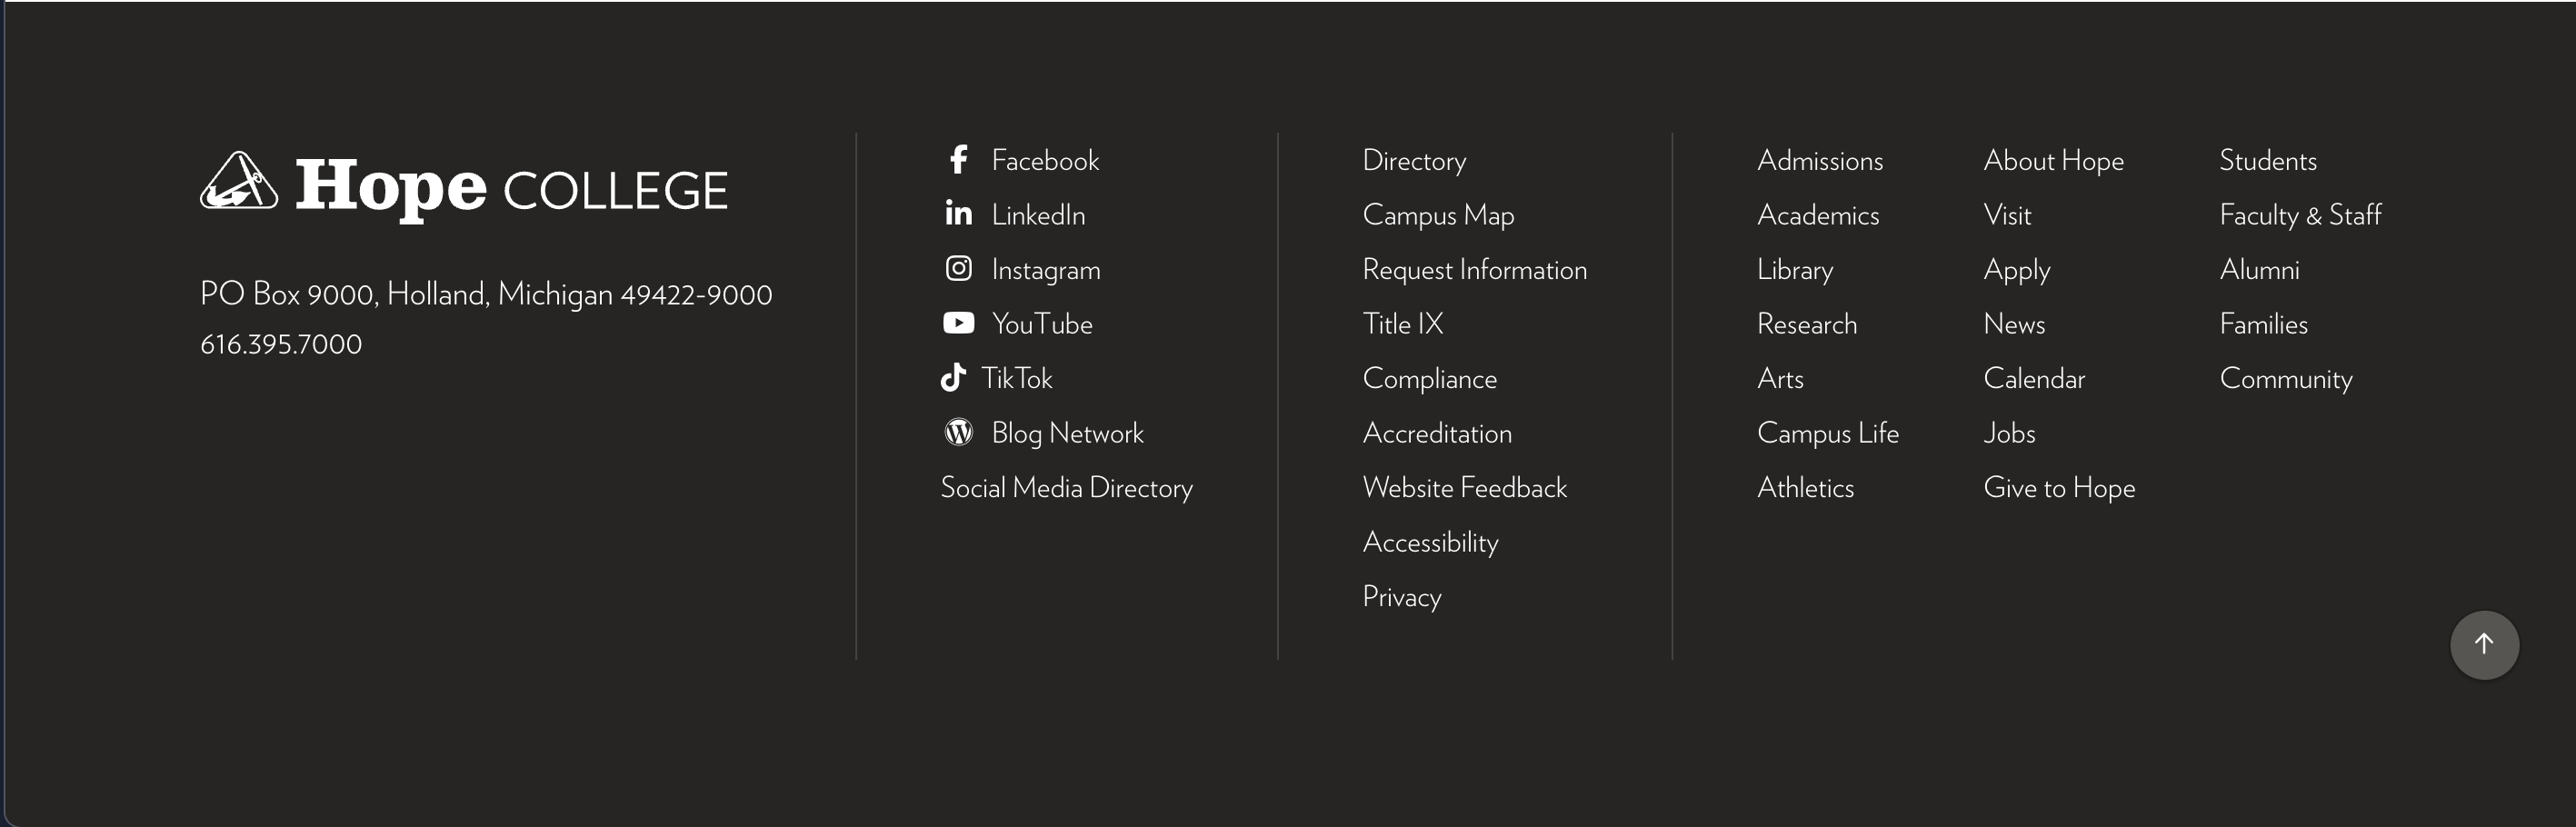 Hope COLLEGE
PO Box 9000, Holland, Michigan 49422-9000
616.395.7000
Facebook
LinkedIn
Instagram
YouTube
TikTok
Blog Network
Social Media Directory
Directory
Campus Map
Request Information
Title IX
Compliance
Accreditation
Website Feedback
Accessibility
Privacy
Admissions
Academics
Library
Research
Arts
Campus Life
Athletics
About Hope
Visit
Apply
News
Calendar
Jobs
Give to Hope
Students
Faculty & Staff
Alumni
Families
Community